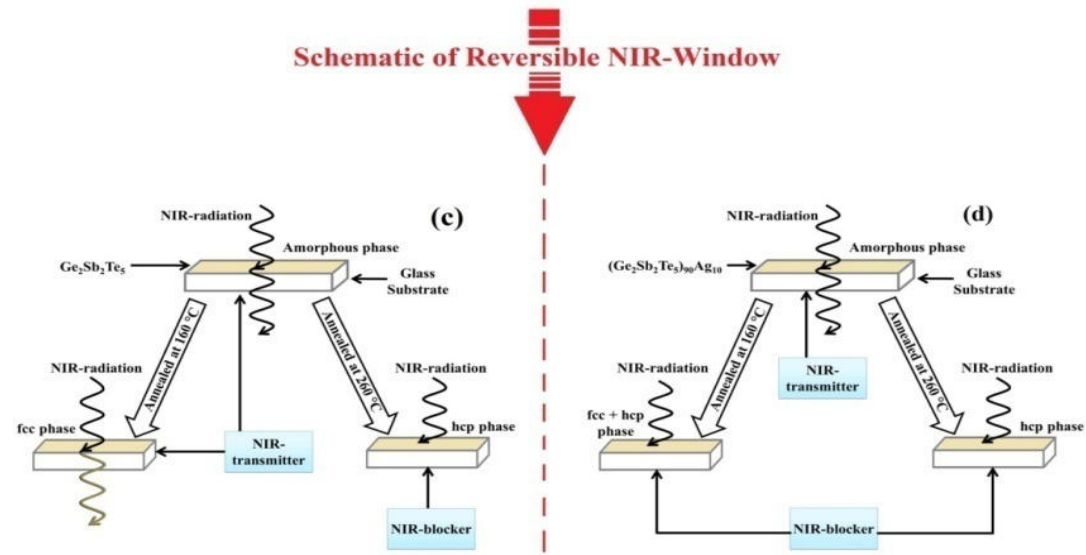 Schematic of Reversible NIR-Window
(c)
NIR-radiation
Amorphous phase
Ge₂Sb₂Te₅
Glass
Substrate
Annealed at 160 °C
Annealed at 260 °C
NIR-radiation
fcc phase
NIR-
transmitter
NIR-radiation
hcp phase
NIR-blocker
(d)
NIR-radiation
Amorphous phase
(Ge₂Sb₂Te₅)₉₀Ag₁₀
Glass
Substrate
Annealed at 160°C
Annealed at 260 °C
NIR-
transmitter
NIR-radiation
fcc + hcp
phase
NIR-radiation
hcp phase
NIR-blocker